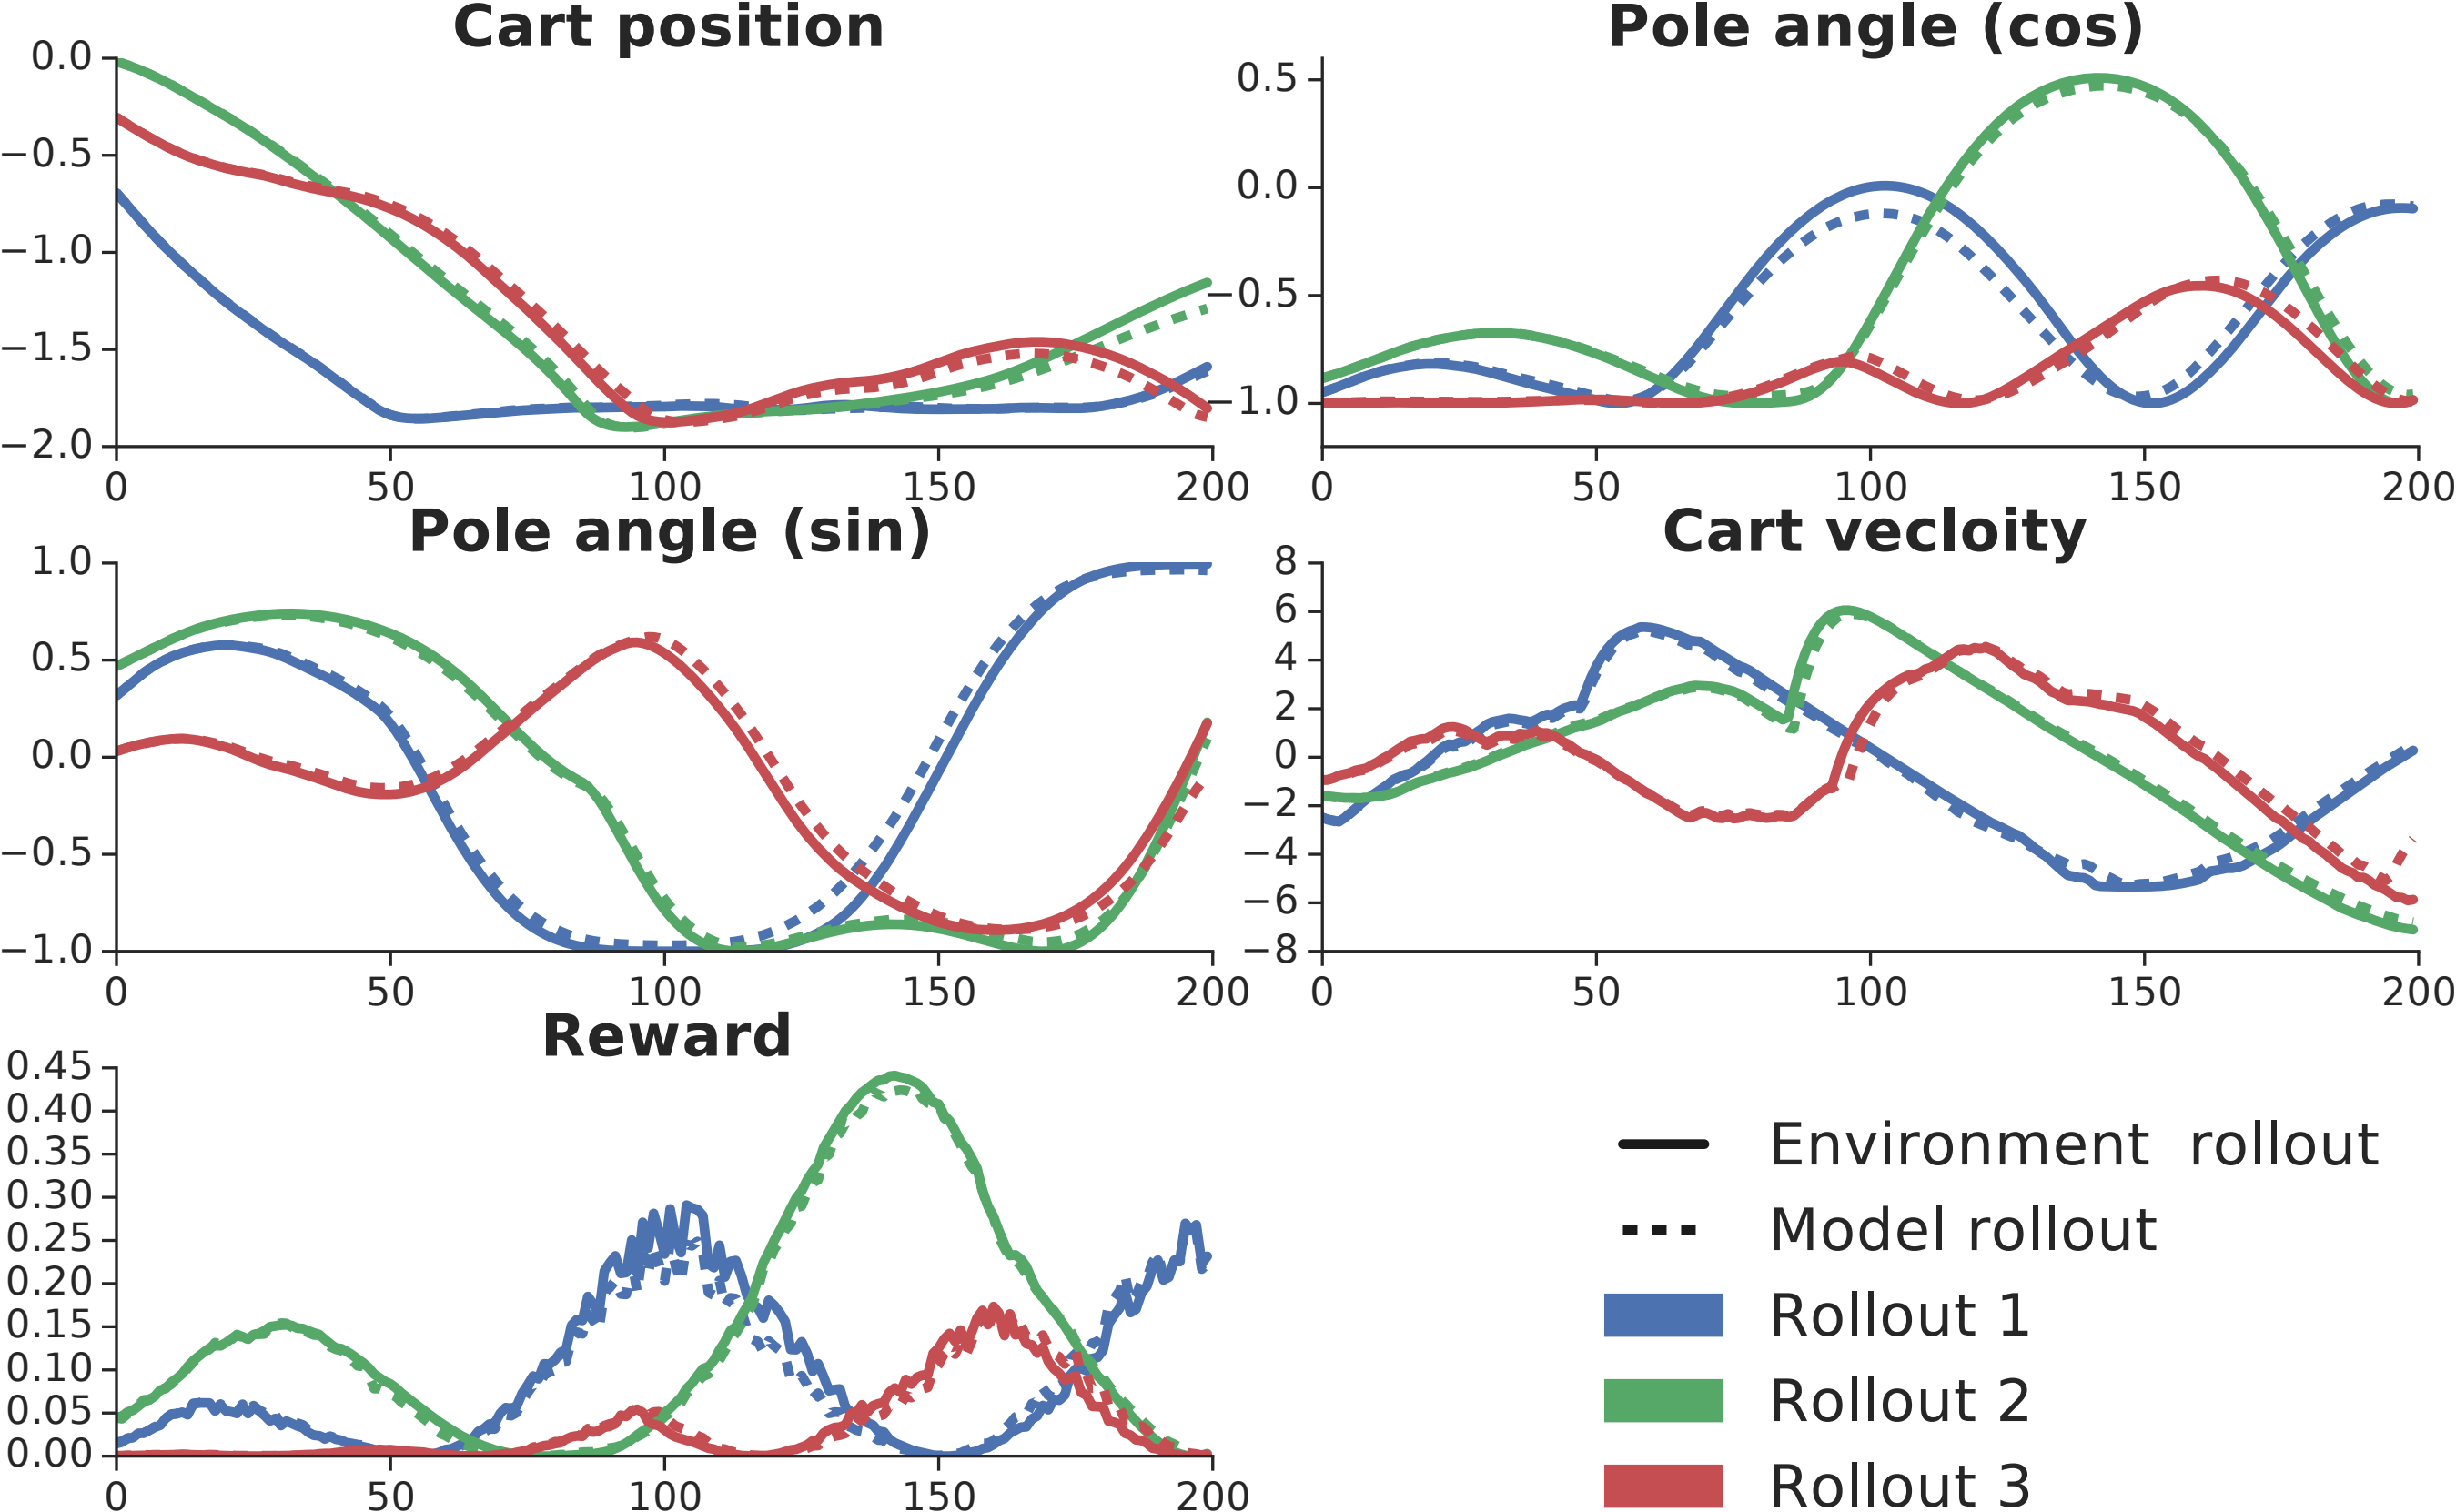 Cart position
0.0
−0.5
−1.0
−1.5
−2.0
0 50 100 150 200
Pole angle (cos)
0.5
0.0
−0.5
−1.0
0 50 100 150 200
Pole angle (sin)
1.0
0.5
0.0
−0.5
−1.0
0 50 100 150 200
Cart vecloity
8
6
4
2
0
−2
−4
−6
−8
0 50 100 150 200
Reward
0.45
0.40
0.35
0.30
0.25
0.20
0.15
0.10
0.05
0.00
0 50 100 150 200
Environment rollout
Model rollout
Rollout 1
Rollout 2
Rollout 3